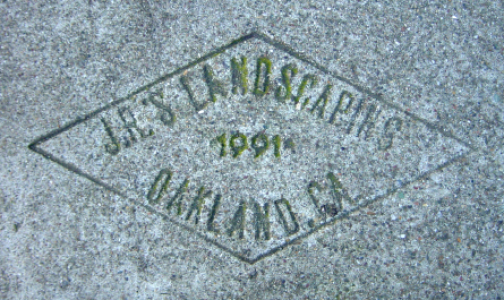 J.R.'S LANDSCAPING
1991
OAKLAND, CA.